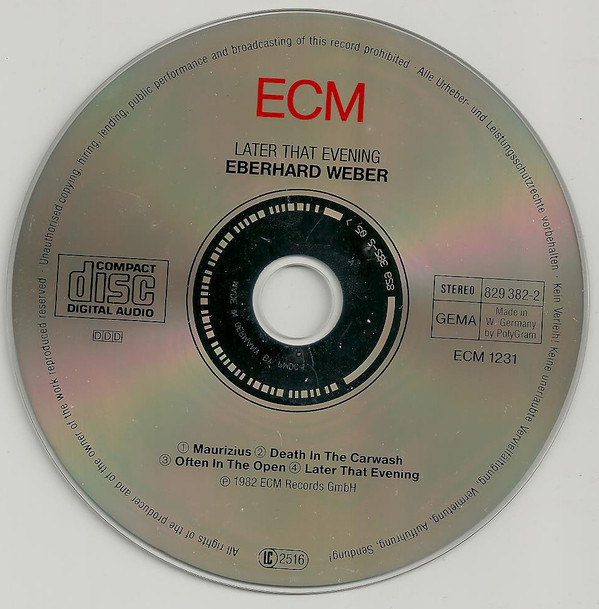 All rights of the producer and of the owner of the work reproduced reserved · Unauthorised copying, hiring, lending, public performance and broadcasting of this record prohibited · Alle Urheber- und Leistungsschutzrechte vorbehalten · Kein Verleih! Keine unerlaubte Vervielfältigung, Vermietung, Aufführung, Sendung!
ECM
LATER THAT EVENING
EBERHARD WEBER
COMPACT
disc
DIGITAL AUDIO
DDD
STEREO 829 382-2
GEMA Made in
W. Germany
by PolyGram
ECM 1231
① Maurizius ② Death In The Carwash
③ Often In The Open ④ Later That Evening
℗ 1982 ECM Records GmbH
LC 2516